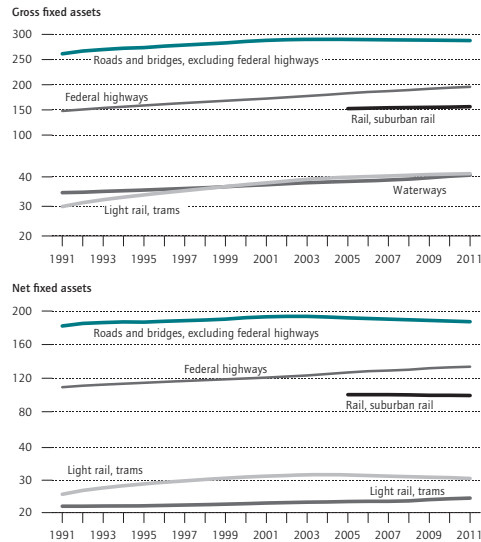 Gross fixed assets
300
250
Roads and bridges, excluding federal highways
200
Federal highways
150
Rail, suburban rail
100
40
Waterways
30
Light rail, trams
20
1991 1993 1995 1997 1999 2001 2003 2005 2007 2009 2011
Net fixed assets
200
Roads and bridges, excluding federal highways
160
Federal highways
120
Rail, suburban rail
80
40
Light rail, trams
30
Light rail, trams
20
1991 1993 1995 1997 1999 2001 2003 2005 2007 2009 2011